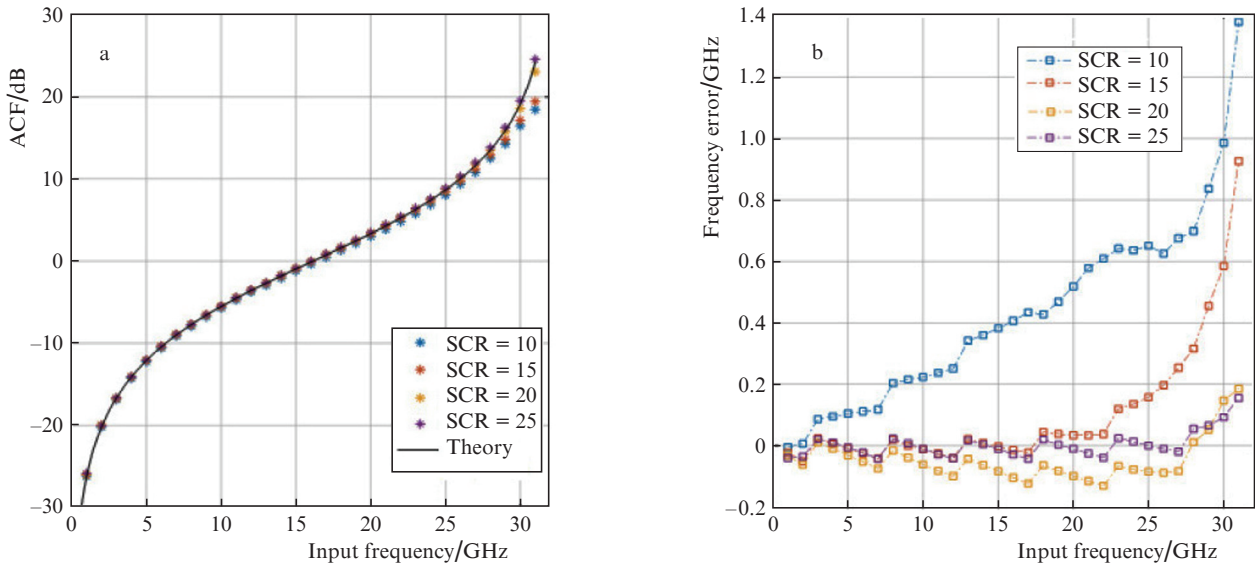 a
ACF/dB
30
20
10
0
–10
–20
–30
0
5
10
15
20
25
30
Input frequency/GHz
SCR = 10
SCR = 15
SCR = 20
SCR = 25
Theory
b
Frequency error/GHz
1.4
1.2
1.0
0.8
0.6
0.4
0.2
0
–0.2
0
5
10
15
20
25
30
Input frequency/GHz
SCR = 10
SCR = 15
SCR = 20
SCR = 25